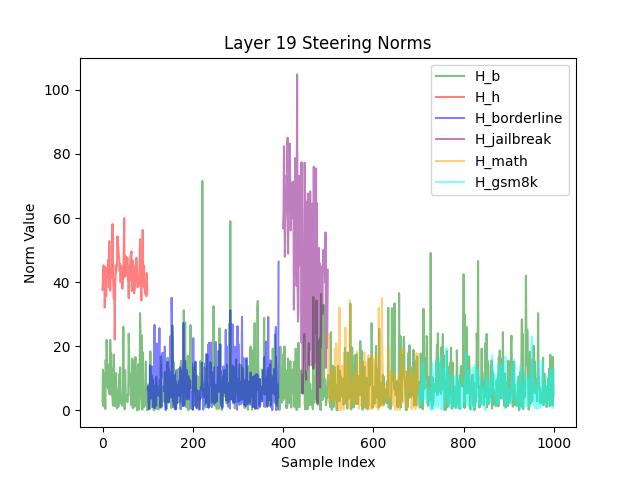 Layer 19 Steering Norms
H_b
H_h
H_borderline
H_jailbreak
H_math
H_gsm8k
Norm Value
100
80
60
40
20
0
0
200
400
600
800
1000
Sample Index